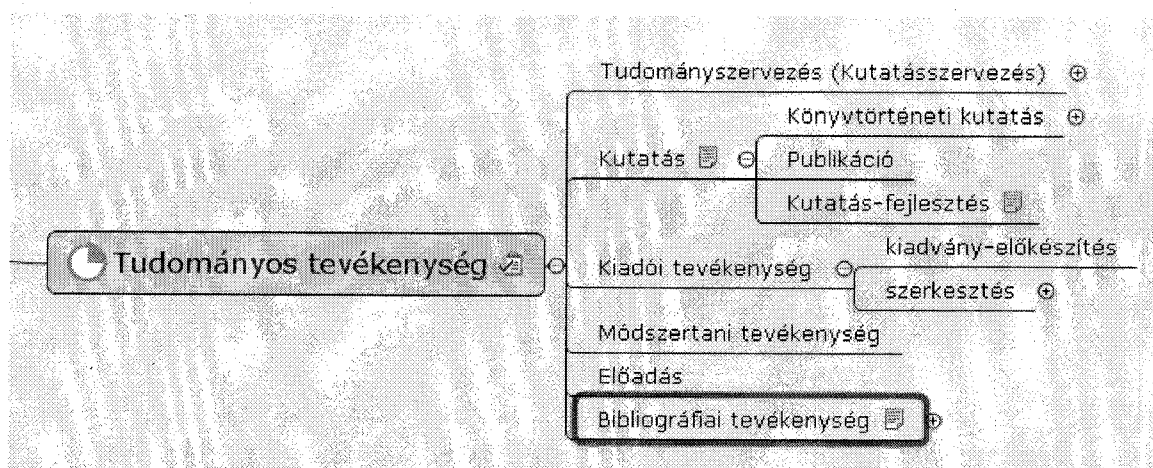 Tudományszervezés (Kutatásszervezés)
Könyvtörténeti kutatás
Kutatás
Publikáció
Kutatás-fejlesztés
Tudományos tevékenység
Kiadói tevékenység
kiadvány-előkészítés
szerkesztés
Módszertani tevékenység
Előadás
Bibliográfiai tevékenység